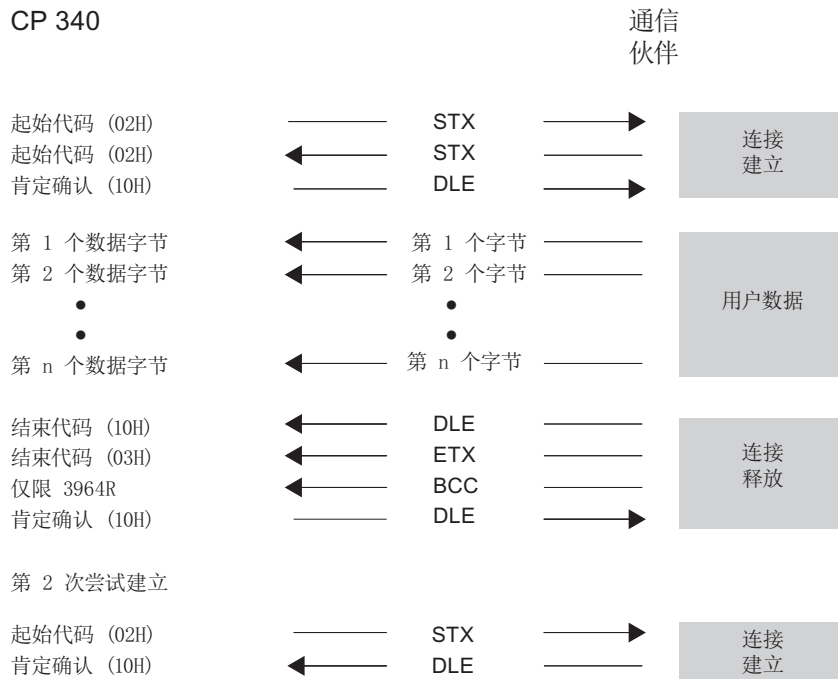 CP 340 通信
伙伴
起始代码 (02H) STX
起始代码 (02H) STX
肯定确认 (10H) DLE
连接
建立
第 1 个数据字节 第 1 个字节
第 2 个数据字节 第 2 个字节
用户数据
第 n 个数据字节 第 n 个字节
结束代码 (10H) DLE
结束代码 (03H) ETX
仅限 3964R BCC
肯定确认 (10H) DLE
连接
释放
第 2 次尝试建立
起始代码 (02H) STX
肯定确认 (10H) DLE
连接
建立